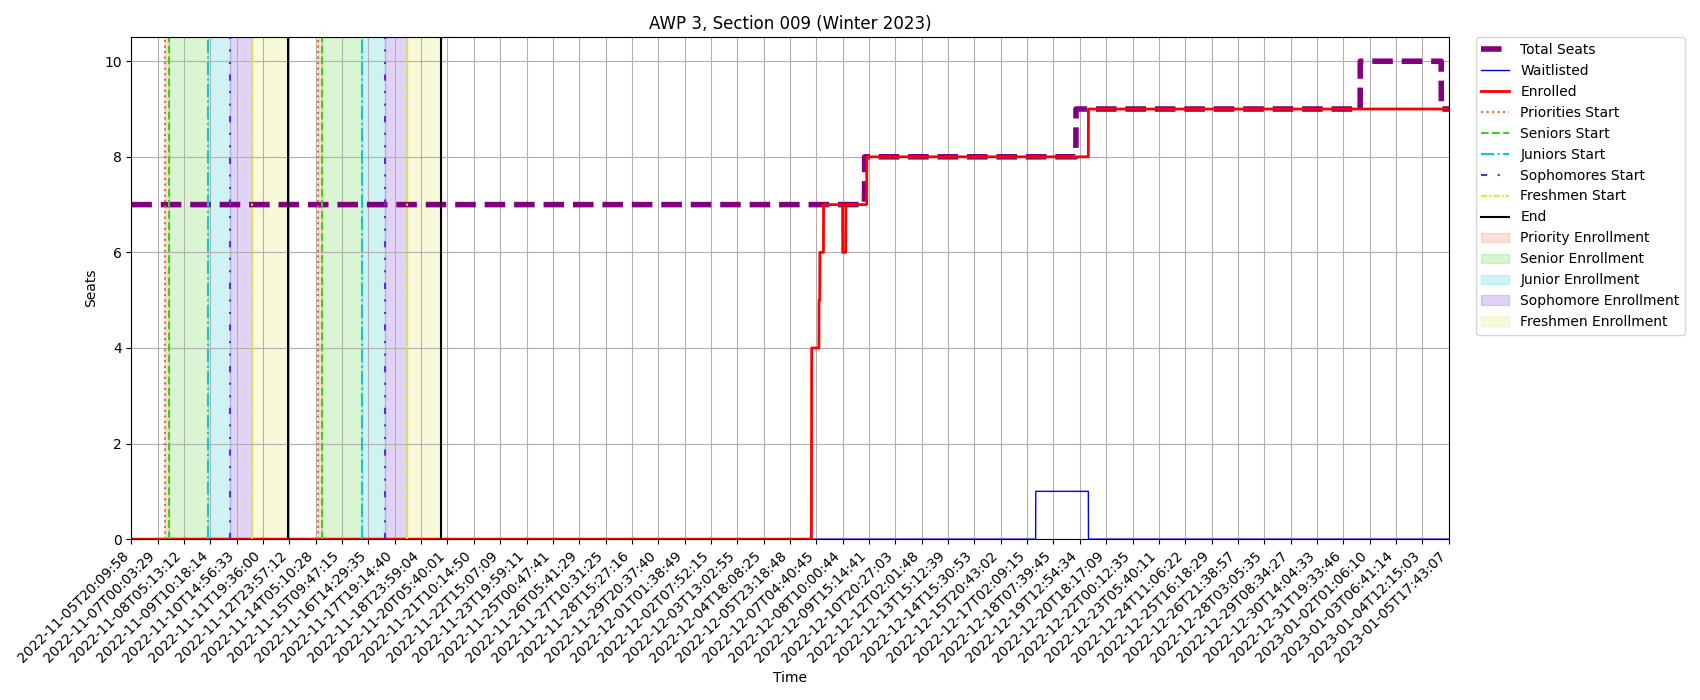 AWP 3, Section 009 (Winter 2023)
10
8
6
4
2
0
Seats
2022-11-05T20:09:58
2022-11-07T00:03:29
2022-11-08T05:13:12
2022-11-09T10:18:14
2022-11-10T14:56:33
2022-11-11T19:36:00
2022-11-12T23:57:12
2022-11-14T05:10:28
2022-11-15T09:47:15
2022-11-16T14:29:35
2022-11-17T19:14:40
2022-11-18T23:59:04
2022-11-20T05:40:01
2022-11-21T10:14:50
2022-11-22T15:07:09
2022-11-23T19:59:11
2022-11-25T00:47:41
2022-11-26T05:41:29
2022-11-27T10:31:25
2022-11-28T15:27:16
2022-11-29T20:37:40
2022-12-01T01:38:49
2022-12-02T07:52:15
2022-12-03T13:02:55
2022-12-04T18:08:25
2022-12-05T23:18:48
2022-12-07T04:40:45
2022-12-08T10:00:44
2022-12-09T15:14:41
2022-12-10T20:27:03
2022-12-12T02:01:48
2022-12-13T15:12:39
2022-12-14T15:30:53
2022-12-15T20:43:02
2022-12-17T02:09:15
2022-12-18T07:39:45
2022-12-19T12:54:34
2022-12-20T18:17:09
2022-12-22T00:12:35
2022-12-23T05:40:11
2022-12-24T11:06:22
2022-12-25T16:18:29
2022-12-26T21:38:57
2022-12-28T03:05:35
2022-12-29T08:34:27
2022-12-30T14:04:33
2022-12-31T19:33:46
2023-01-02T01:06:10
2023-01-03T06:41:14
2023-01-04T12:15:03
2023-01-05T17:43:07
Time
Total Seats
Waitlisted
Enrolled
Priorities Start
Seniors Start
Juniors Start
Sophomores Start
Freshmen Start
End
Priority Enrollment
Senior Enrollment
Junior Enrollment
Sophomore Enrollment
Freshmen Enrollment